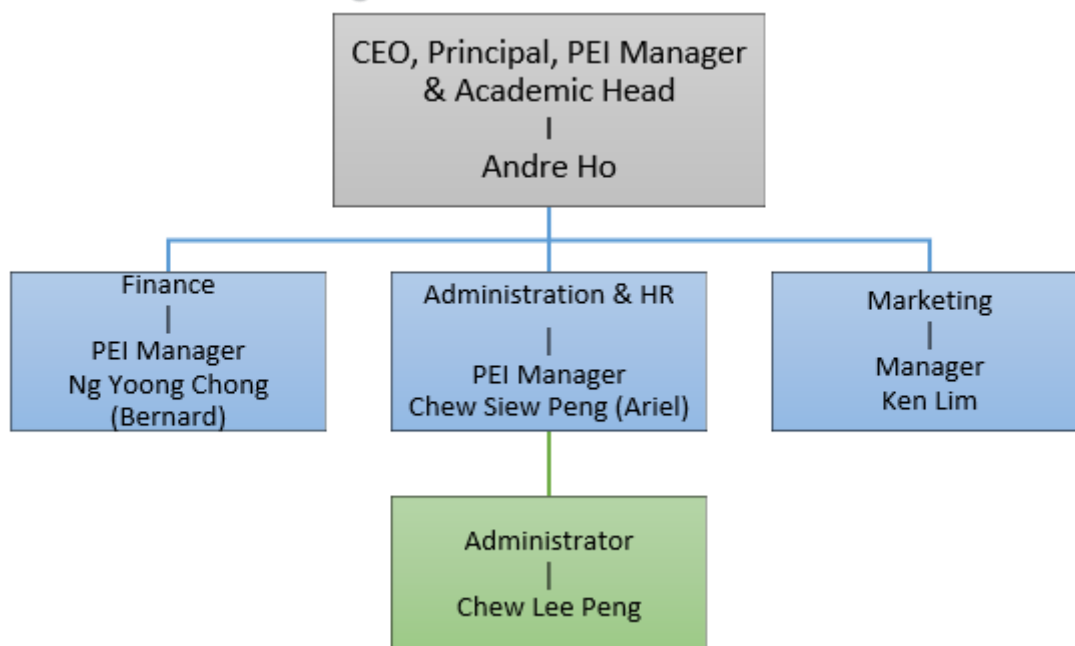 CEO, Principal, PEI Manager
& Academic Head
|
Andre Ho
Finance
|
PEI Manager
Ng Yoong Chong
(Bernard)
Administration & HR
|
PEI Manager
Chew Siew Peng (Ariel)
Marketing
|
Manager
Ken Lim
Administrator
|
Chew Lee Peng